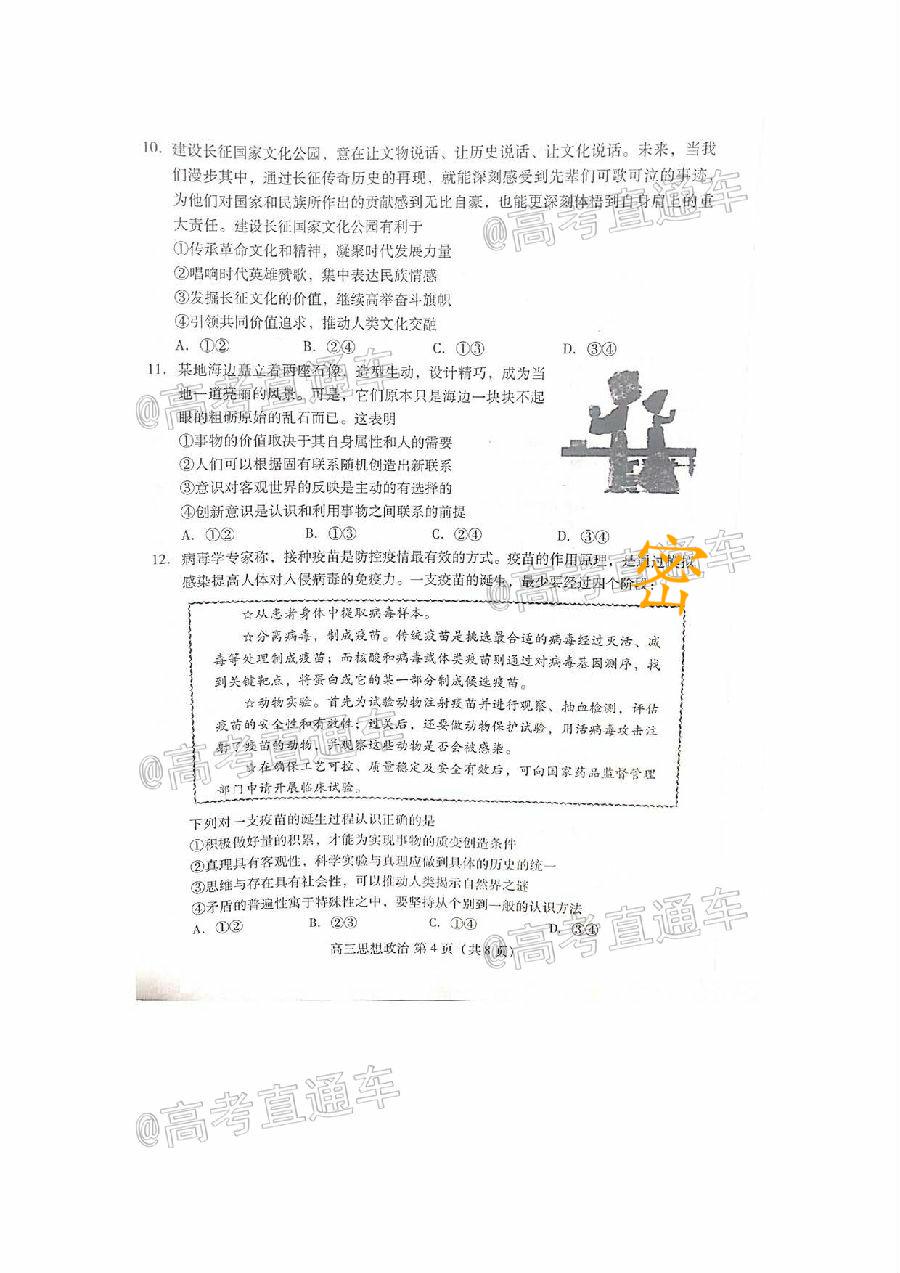 10. 建设长征国家文化公园，意在让文物说话、让历史说话、让文化说话。未来，当我
们漫步其中，通过长征传奇历史的再现，就能深刻感受到先辈们可歌可泣的事迹，
为他们对国家和民族所作出的贡献感到无比自豪，也能更深刻体悟到自身肩上的重
大责任。建设长征国家文化公园有利于
①传承革命文化和精神，凝聚时代发展力量
②唱响时代英雄赞歌，集中表达民族情感
③发掘长征文化的价值，继续高举奋斗旗帜
④引领共同价值追求，推动人类文化交融
A. ①② B. ②④ C. ①③ D. ③④
11. 某地海边矗立着两座石像，造型生动，设计精巧，成为当
地一道亮丽的风景。可是，它们原本只是海边一块块不起
眼的粗砺原始的乱石而已。这表明
①事物的价值取决于其自身属性和人的需要
②人们可以根据固有联系随机创造出新联系
③意识对客观世界的反映是主动的有选择的
④创新意识是认识和利用事物之间联系的前提
A. ①② B. ①③ C. ②④ D. ③④
12. 病毒学专家称，接种疫苗是防控疫情最有效的方式。疫苗的作用原理，是通过模拟
感染提高人体对入侵病毒的免疫力。一支疫苗的诞生，最少要经过四个阶段：
密
☆从患者身体中提取病毒样本。
☆分离病毒，制成疫苗。传统疫苗是挑选最合适的病毒经过灭活、减
毒等处理制成疫苗；而核酸和病毒载体类疫苗则通过对病毒基因测序，找
到关键靶点，将蛋白或它的某一部分制成候选疫苗。
☆动物实验。首先为试验动物注射疫苗并进行观察、抽血检测，评估
疫苗的安全性和有效性；过关后，还要做动物保护试验，用活病毒攻击注
射了疫苗的动物，并观察这些动物是否会被感染。
☆在确保工艺可控、质量稳定及安全有效后，可向国家药品监督管理
部门申请开展临床试验。
下列对一支疫苗的诞生过程认识正确的是
①积极做好量的积累，才能为实现事物的质变创造条件
②真理具有客观性，科学实验与真理应做到具体的历史的统一
③思维与存在具有社会性，可以推动人类揭示自然界之谜
④矛盾的普遍性寓于特殊性之中，要坚持从个别到一般的认识方法
A. ①② B. ②③ C. ①④ D. ③④
高三思想政治 第 4 页（共 8 页）
@高考直通车
@高考直通车
@高考直通车
@高考直通车
@高考直通车
@高考直通车
@高考直通车